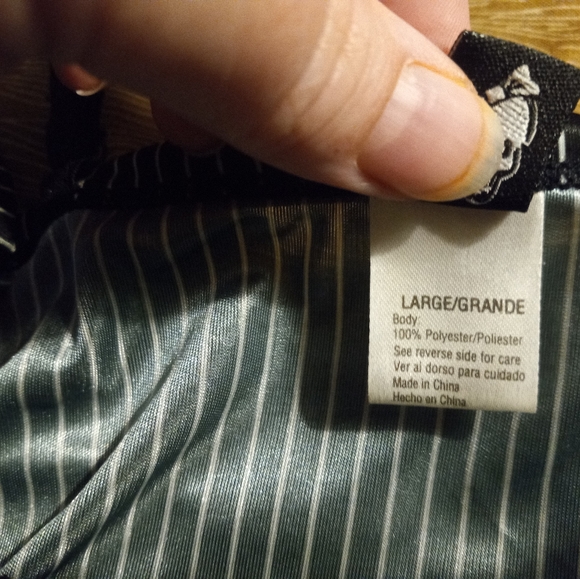 LARGE/GRANDE
Body:
100% Polyester/Poliester
See reverse side for care
Ver al dorso para cuidado
Made in China
Hecho en China